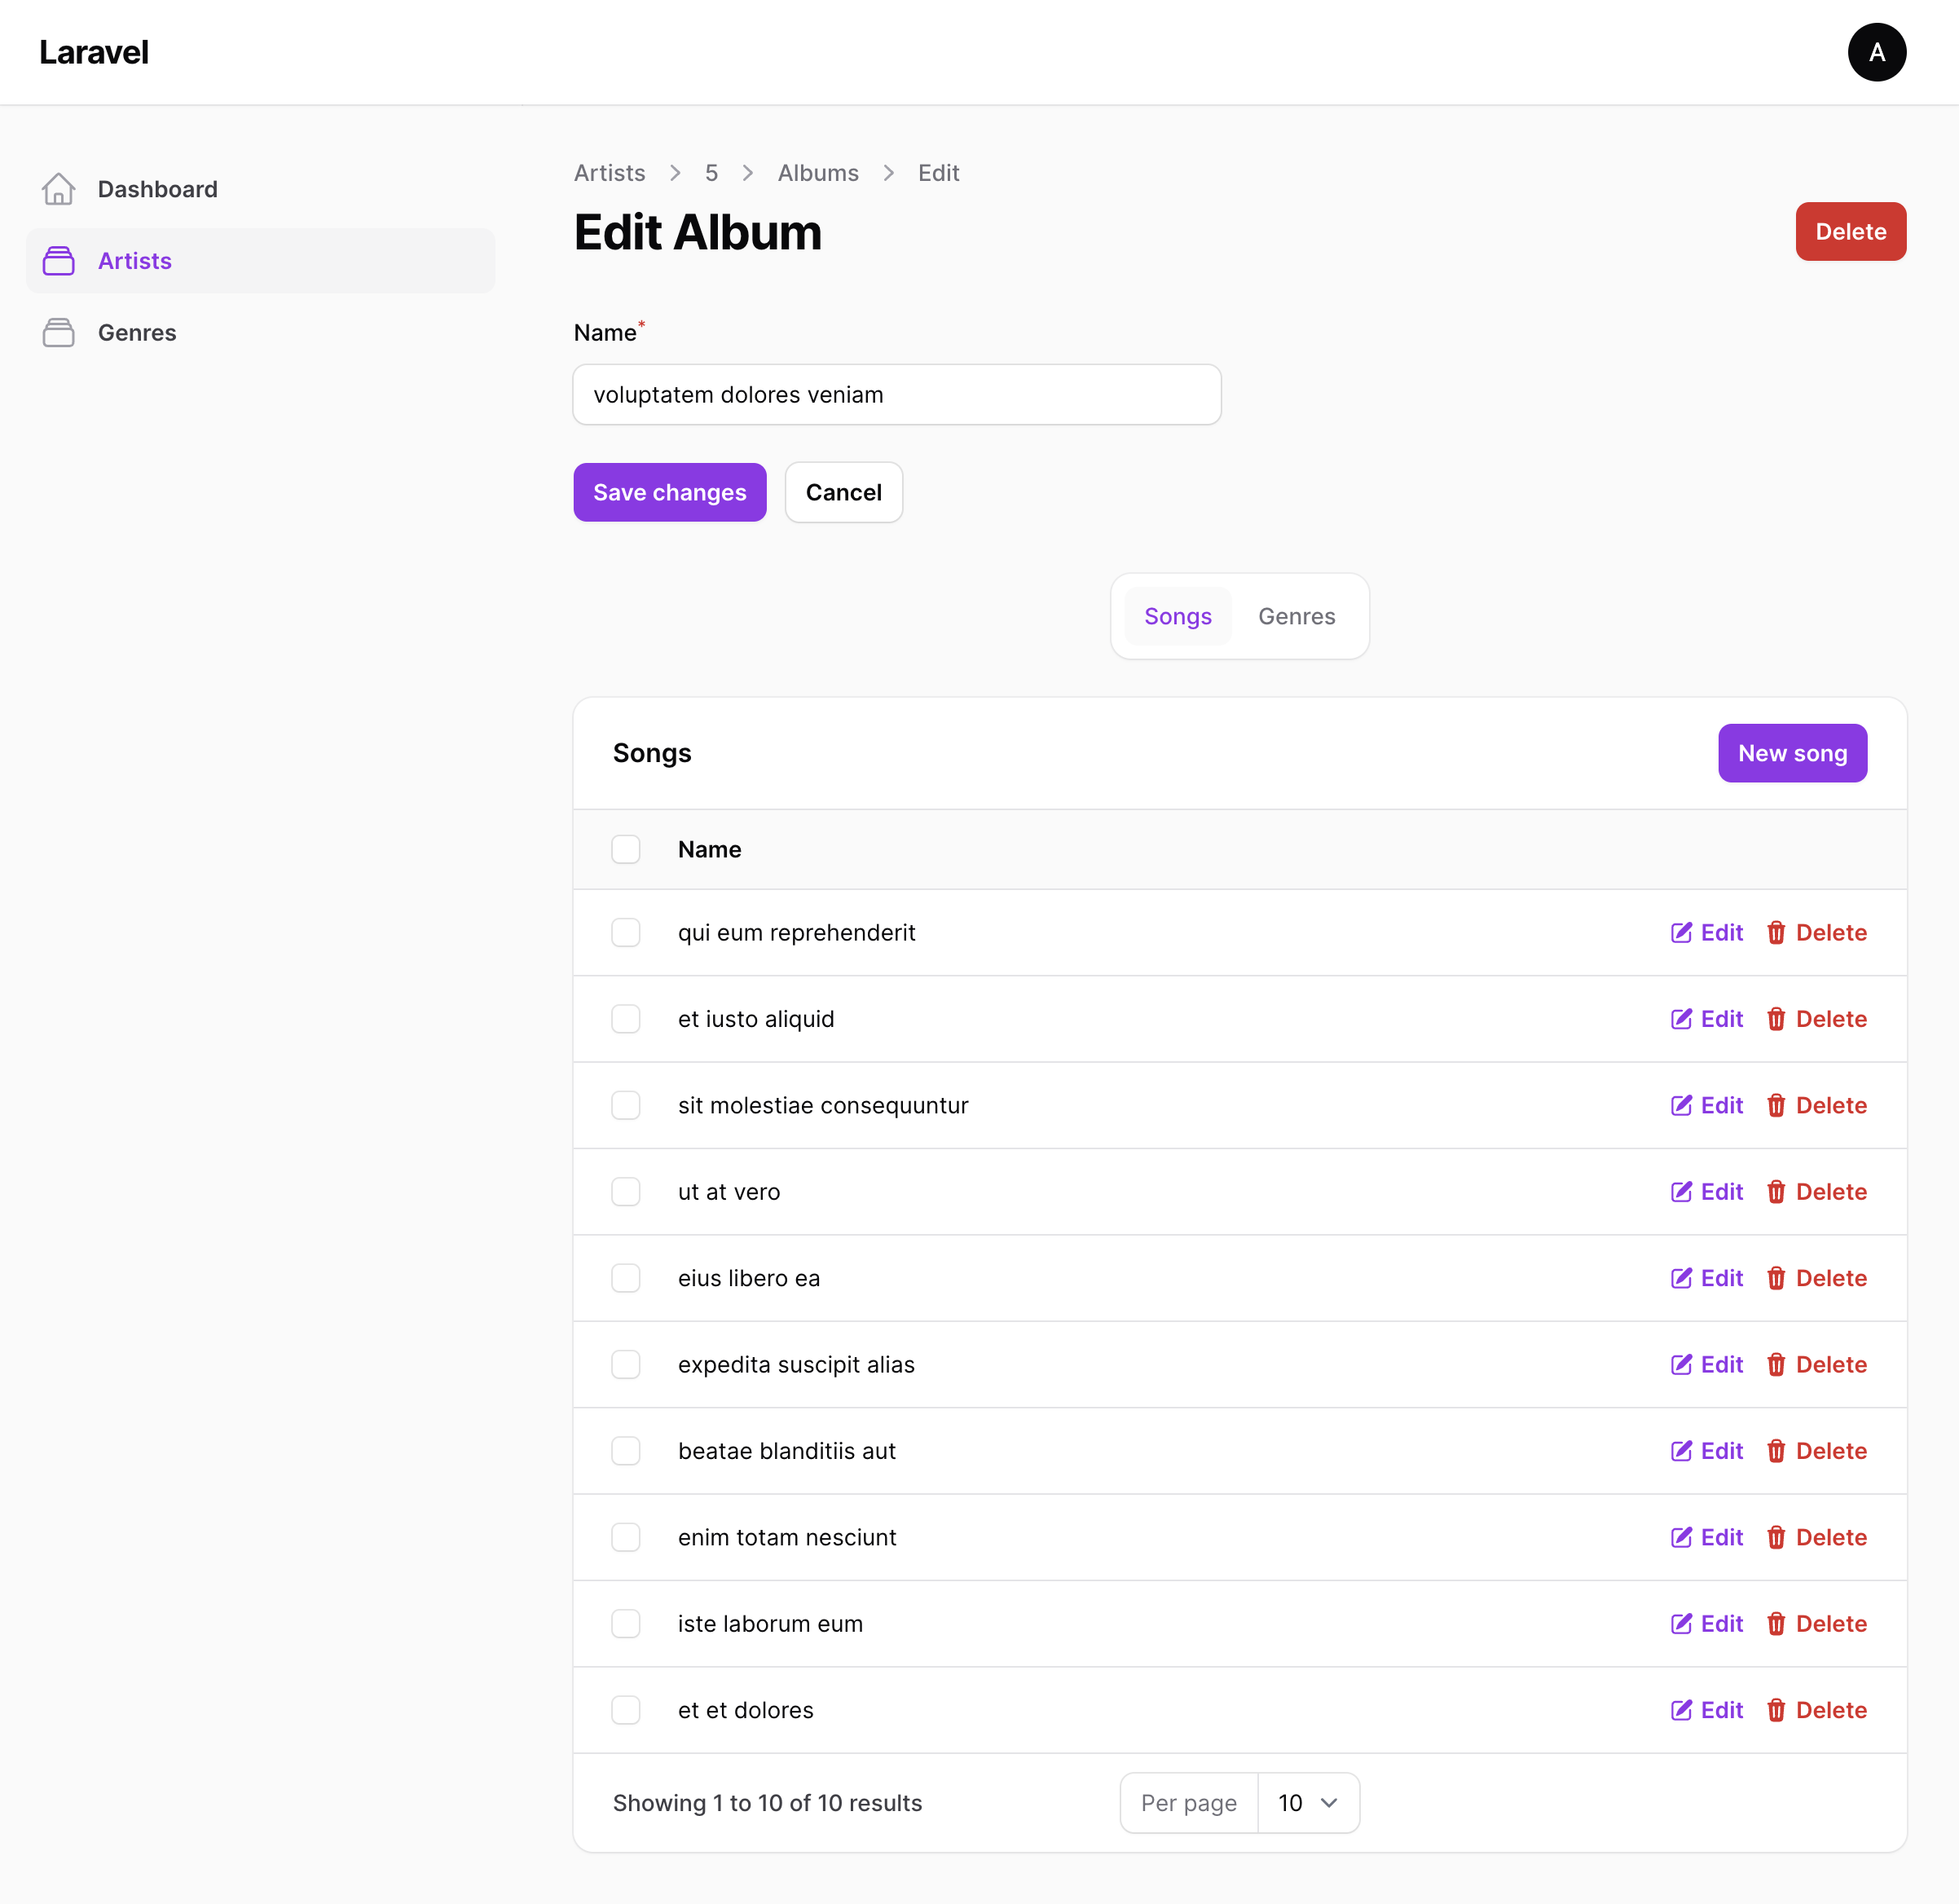 Laravel
A
Dashboard
Artists
Genres
Artists > 5 > Albums > Edit
Edit Album
Delete
Name*
voluptatem dolores veniam
Save changes Cancel
Songs Genres
Songs New song
Name
qui eum reprehenderit Edit Delete
et iusto aliquid Edit Delete
sit molestiae consequuntur Edit Delete
ut at vero Edit Delete
eius libero ea Edit Delete
expedita suscipit alias Edit Delete
beatae blanditiis aut Edit Delete
enim totam nesciunt Edit Delete
iste laborum eum Edit Delete
et et dolores Edit Delete
Showing 1 to 10 of 10 results Per page 10